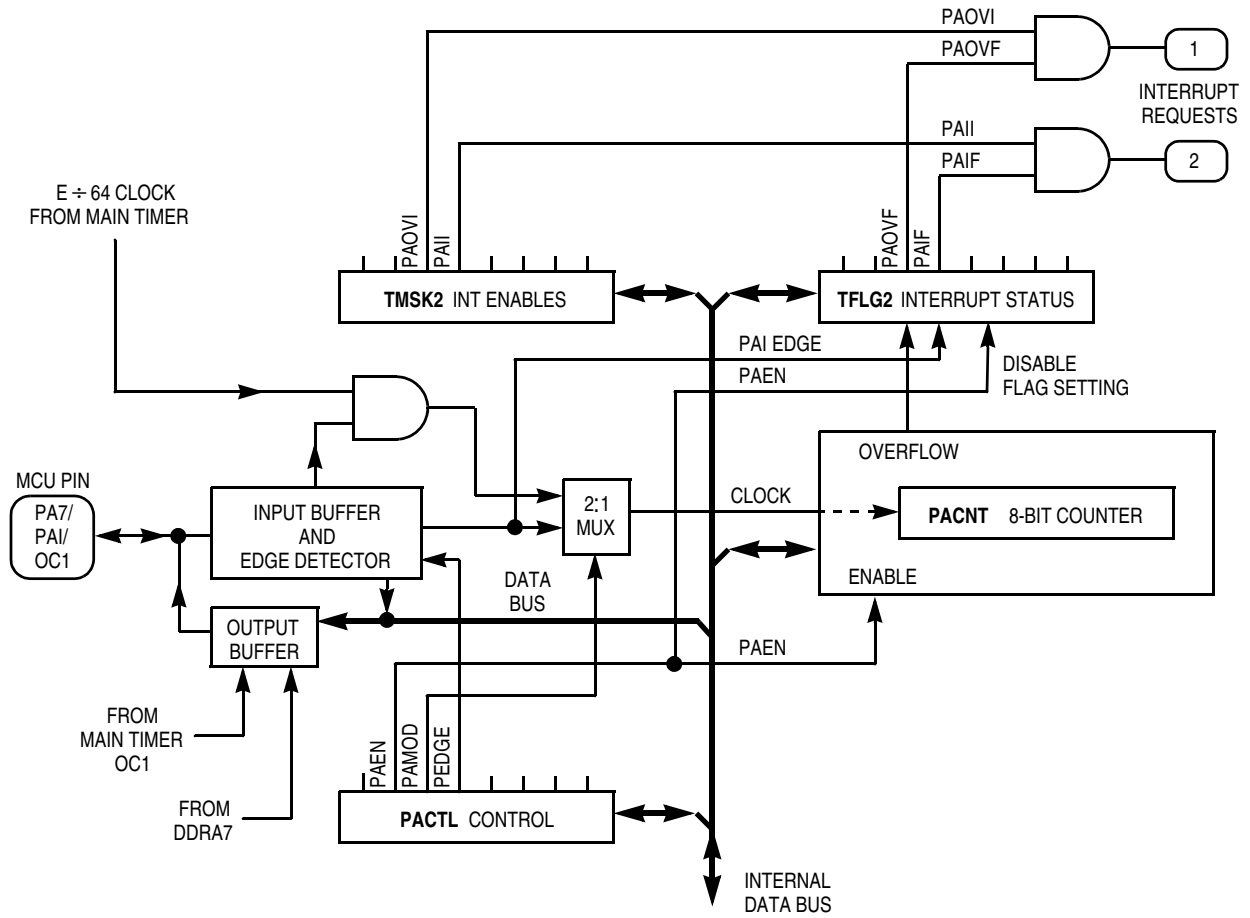 PAOVI
PAOVF
1
INTERRUPT
REQUESTS
PAII
PAIF
2
E ÷ 64 CLOCK
FROM MAIN TIMER
PAOVI
PAII
PAOVF
PAIF
TMSK2 INT ENABLES
TFLG2 INTERRUPT STATUS
PAI EDGE
PAEN
DISABLE
FLAG SETTING
OVERFLOW
MCU PIN
PA7/
PAI/
OC1
INPUT BUFFER
AND
EDGE DETECTOR
2:1
MUX
CLOCK
PACNT 8-BIT COUNTER
ENABLE
DATA
BUS
OUTPUT
BUFFER
PAEN
FROM
MAIN TIMER
OC1
PAEN
PAMOD
PEDGE
FROM
DDRA7
PACTL CONTROL
INTERNAL
DATA BUS